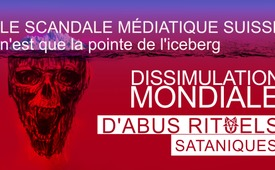 LE SCANDALE MÉDIATIQUE SUISSE
n'est que la pointe de l'iceberg
DISSIMULATION
MONDIALE
D'ABUS RITUELS
SATANIQUES